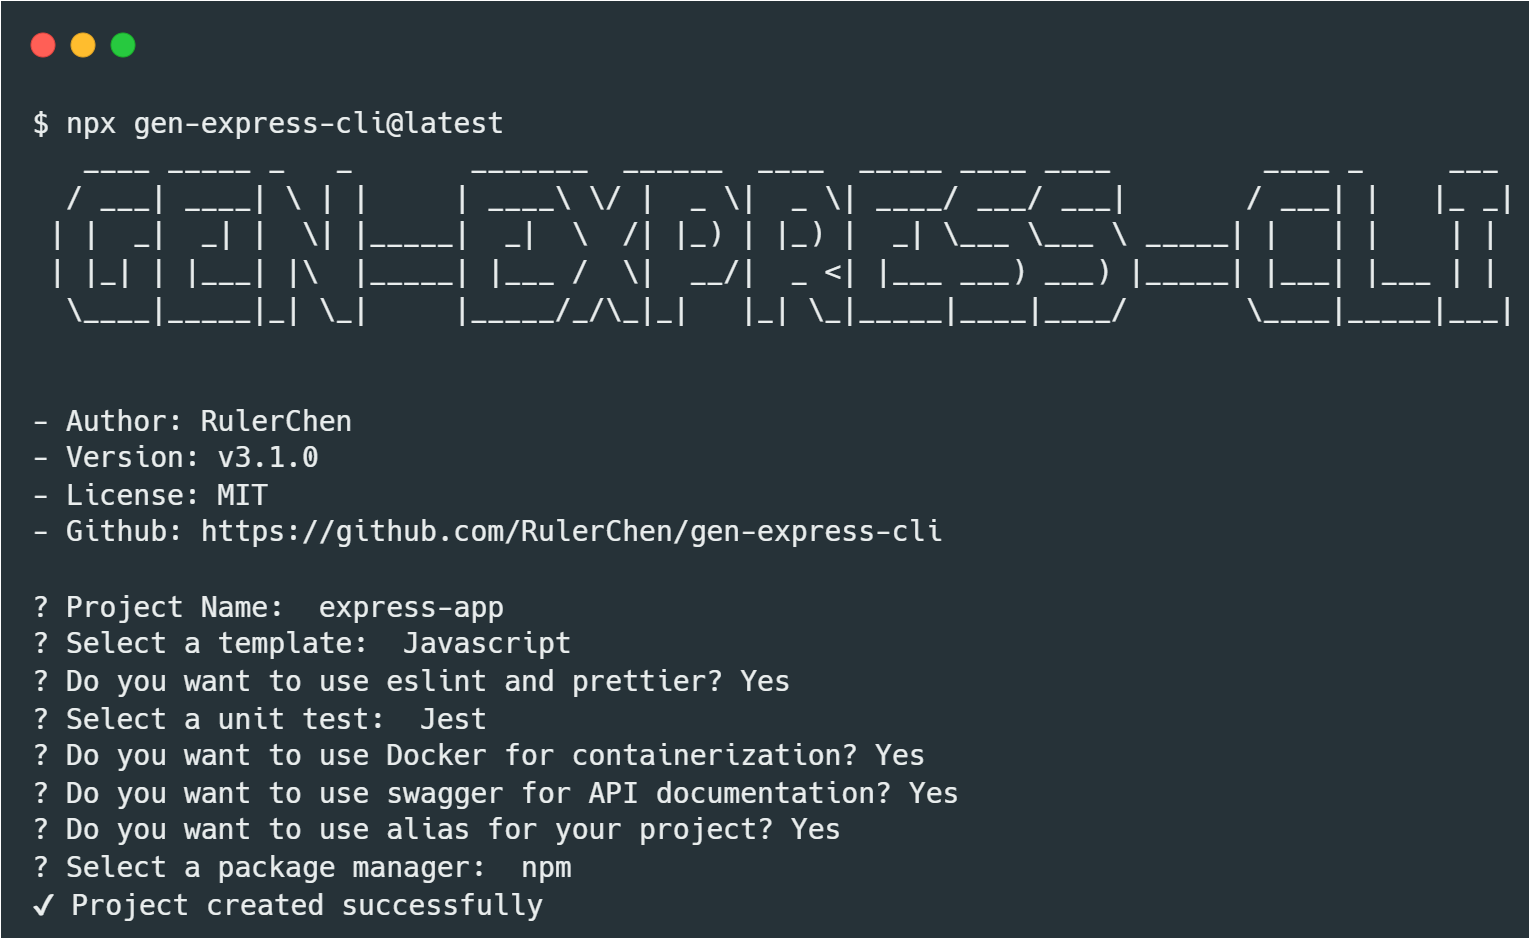 $ npx gen-express-cli@latest
GEN-EXPRESS-CLI
- Author: RulerChen
- Version: v3.1.0
- License: MIT
- Github: https://github.com/RulerChen/gen-express-cli
? Project Name:  express-app
? Select a template:  Javascript
? Do you want to use eslint and prettier? Yes
? Select a unit test:  Jest
? Do you want to use Docker for containerization? Yes
? Do you want to use swagger for API documentation? Yes
? Do you want to use alias for your project? Yes
? Select a package manager:  npm
✓ Project created successfully